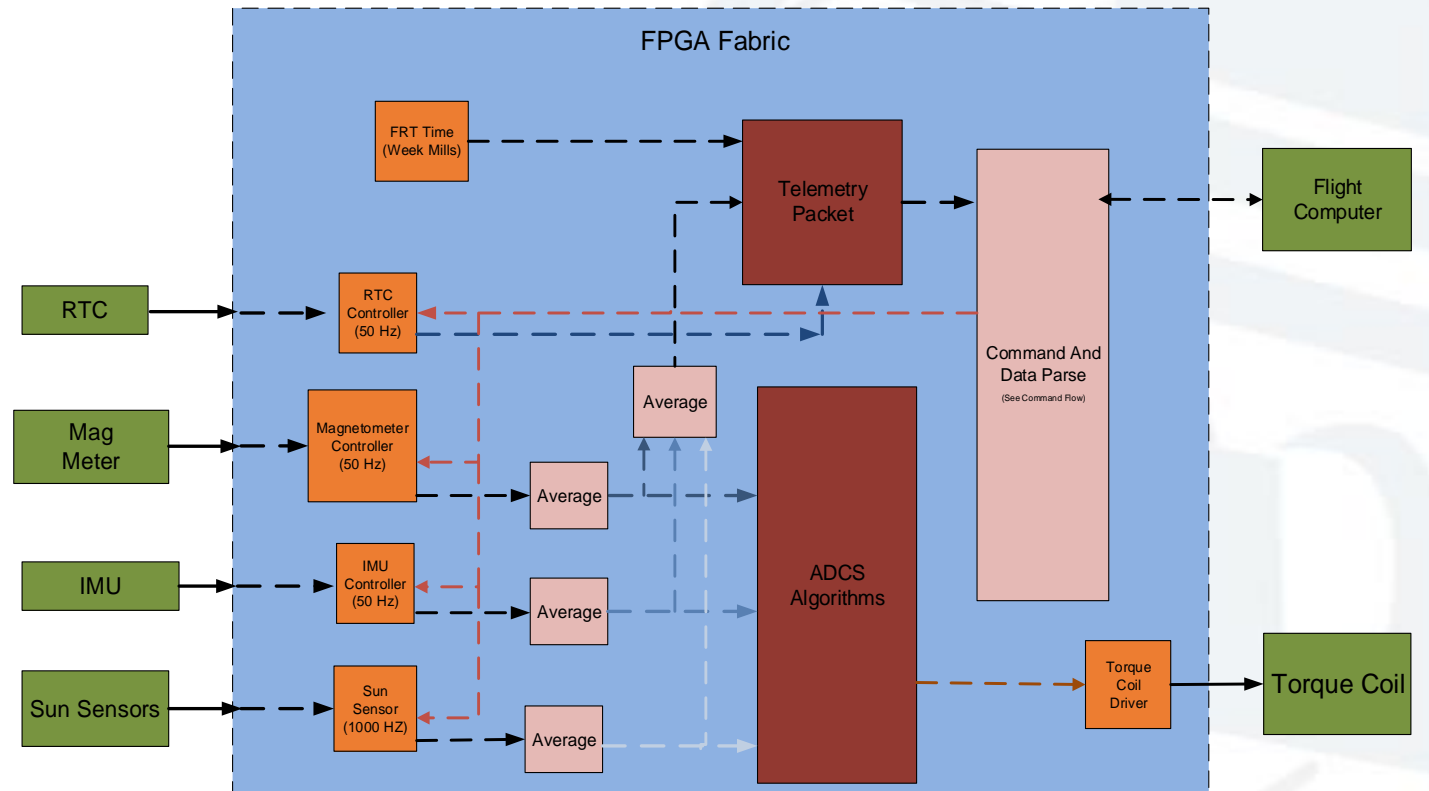 FPGA Fabric
FRT Time
(Week Mills)
Telemetry
Packet
Flight
Computer
RTC
RTC
Controller
(50 Hz)
Command And
Data Parse
(See Command Flow)
Average
Mag
Meter
Magnetometer
Controller
(50 Hz)
Average
ADCS
Algorithms
IMU
IMU
Controller
(50 Hz)
Average
Sun Sensors
Sun
Sensor
(1000 HZ)
Average
Torque
Coil
Driver
Torque Coil